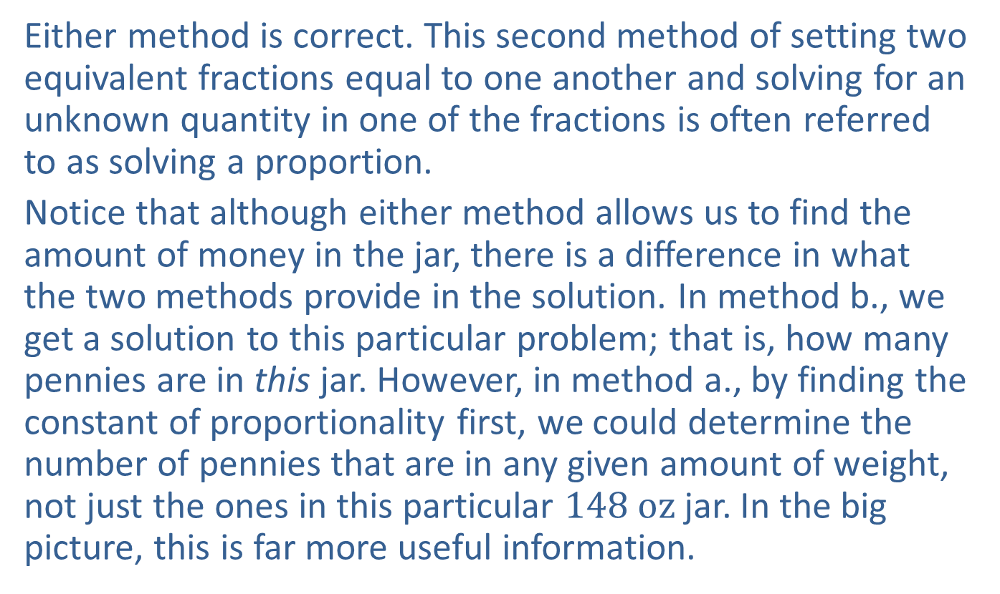 Either method is correct. This second method of setting two
equivalent fractions equal to one another and solving for an
unknown quantity in one of the fractions is often referred
to as solving a proportion.
Notice that although either method allows us to find the
amount of money in the jar, there is a difference in what
the two methods provide in the solution. In method b., we
get a solution to this particular problem; that is, how many
pennies are in this jar. However, in method a., by finding the
constant of proportionality first, we could determine the
number of pennies that are in any given amount of weight,
not just the ones in this particular 148 oz jar. In the big
picture, this is far more useful information.